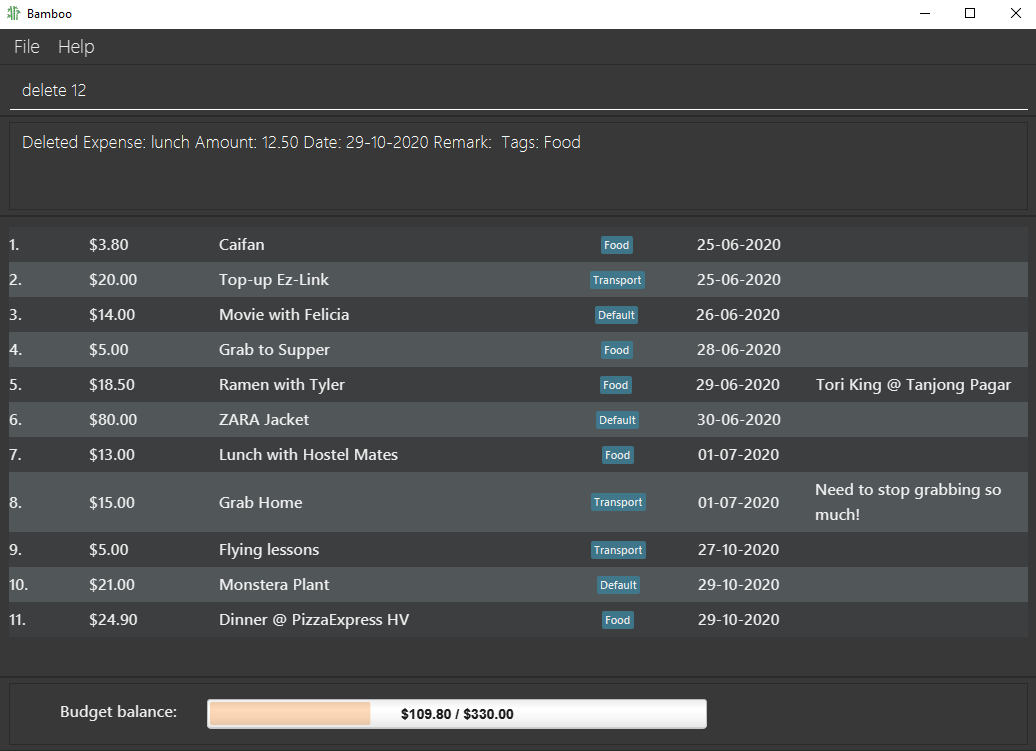 Bamboo
File Help
delete 12
Deleted Expense: lunch Amount: 12.50 Date: 29-10-2020 Remark: Tags: Food
1. $3.80 Caifan Food 25-06-2020
2. $20.00 Top-up Ez-Link Transport 25-06-2020
3. $14.00 Movie with Felicia Default 26-06-2020
4. $5.00 Grab to Supper Food 28-06-2020
5. $18.50 Ramen with Tyler Food 29-06-2020 Tori King @ Tanjong Pagar
6. $80.00 ZARA Jacket Default 30-06-2020
7. $13.00 Lunch with Hostel Mates Food 01-07-2020
8. $15.00 Grab Home Transport 01-07-2020 Need to stop grabbing so
much!
9. $5.00 Flying lessons Transport 27-10-2020
10. $21.00 Monstera Plant Default 29-10-2020
11. $24.90 Dinner @ PizzaExpress HV Food 29-10-2020
Budget balance: $109.80 / $330.00